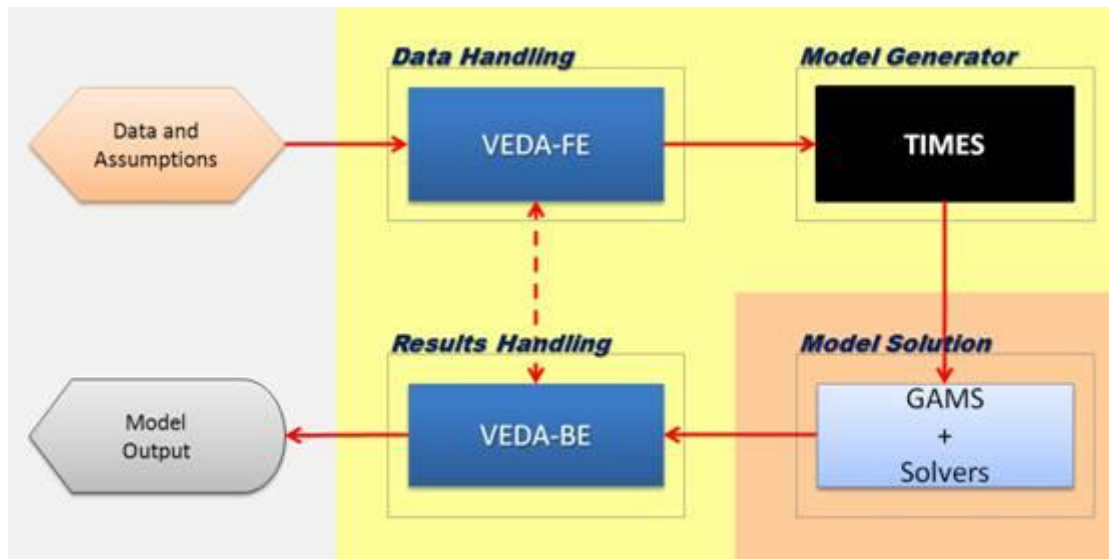 Data Handling
Model Generator
Data and
Assumptions
VEDA-FE
TIMES
Results Handling
Model Solution
Model
Output
VEDA-BE
GAMS
+
Solvers